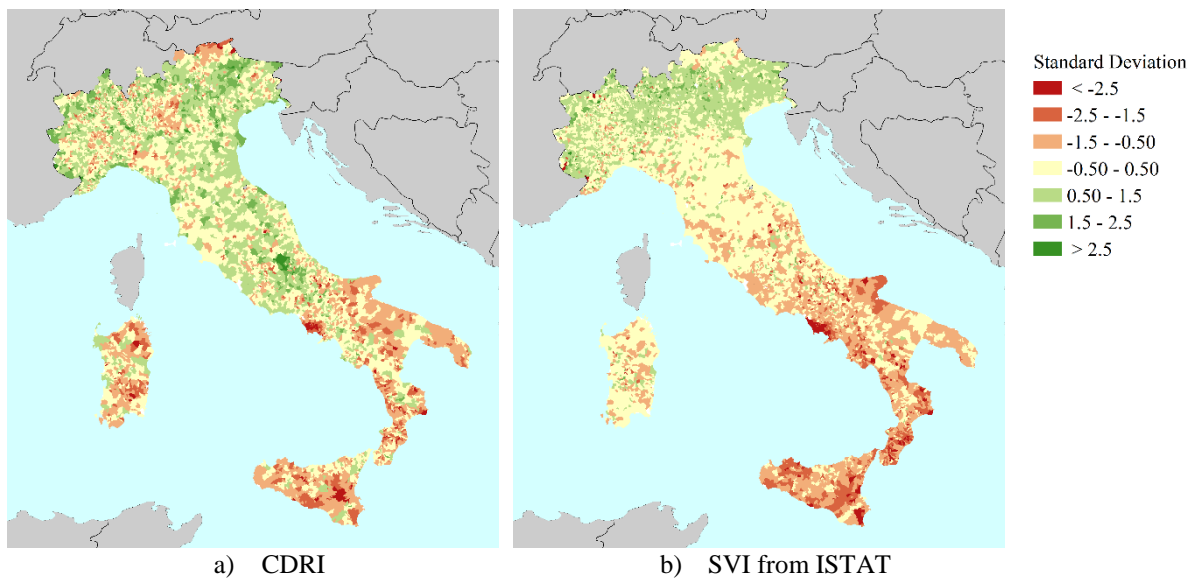 Standard Deviation
< -2.5
-2.5 - -1.5
-1.5 - -0.50
-0.50 - 0.50
0.50 - 1.5
1.5 - 2.5
> 2.5
a) CDRI
b) SVI from ISTAT